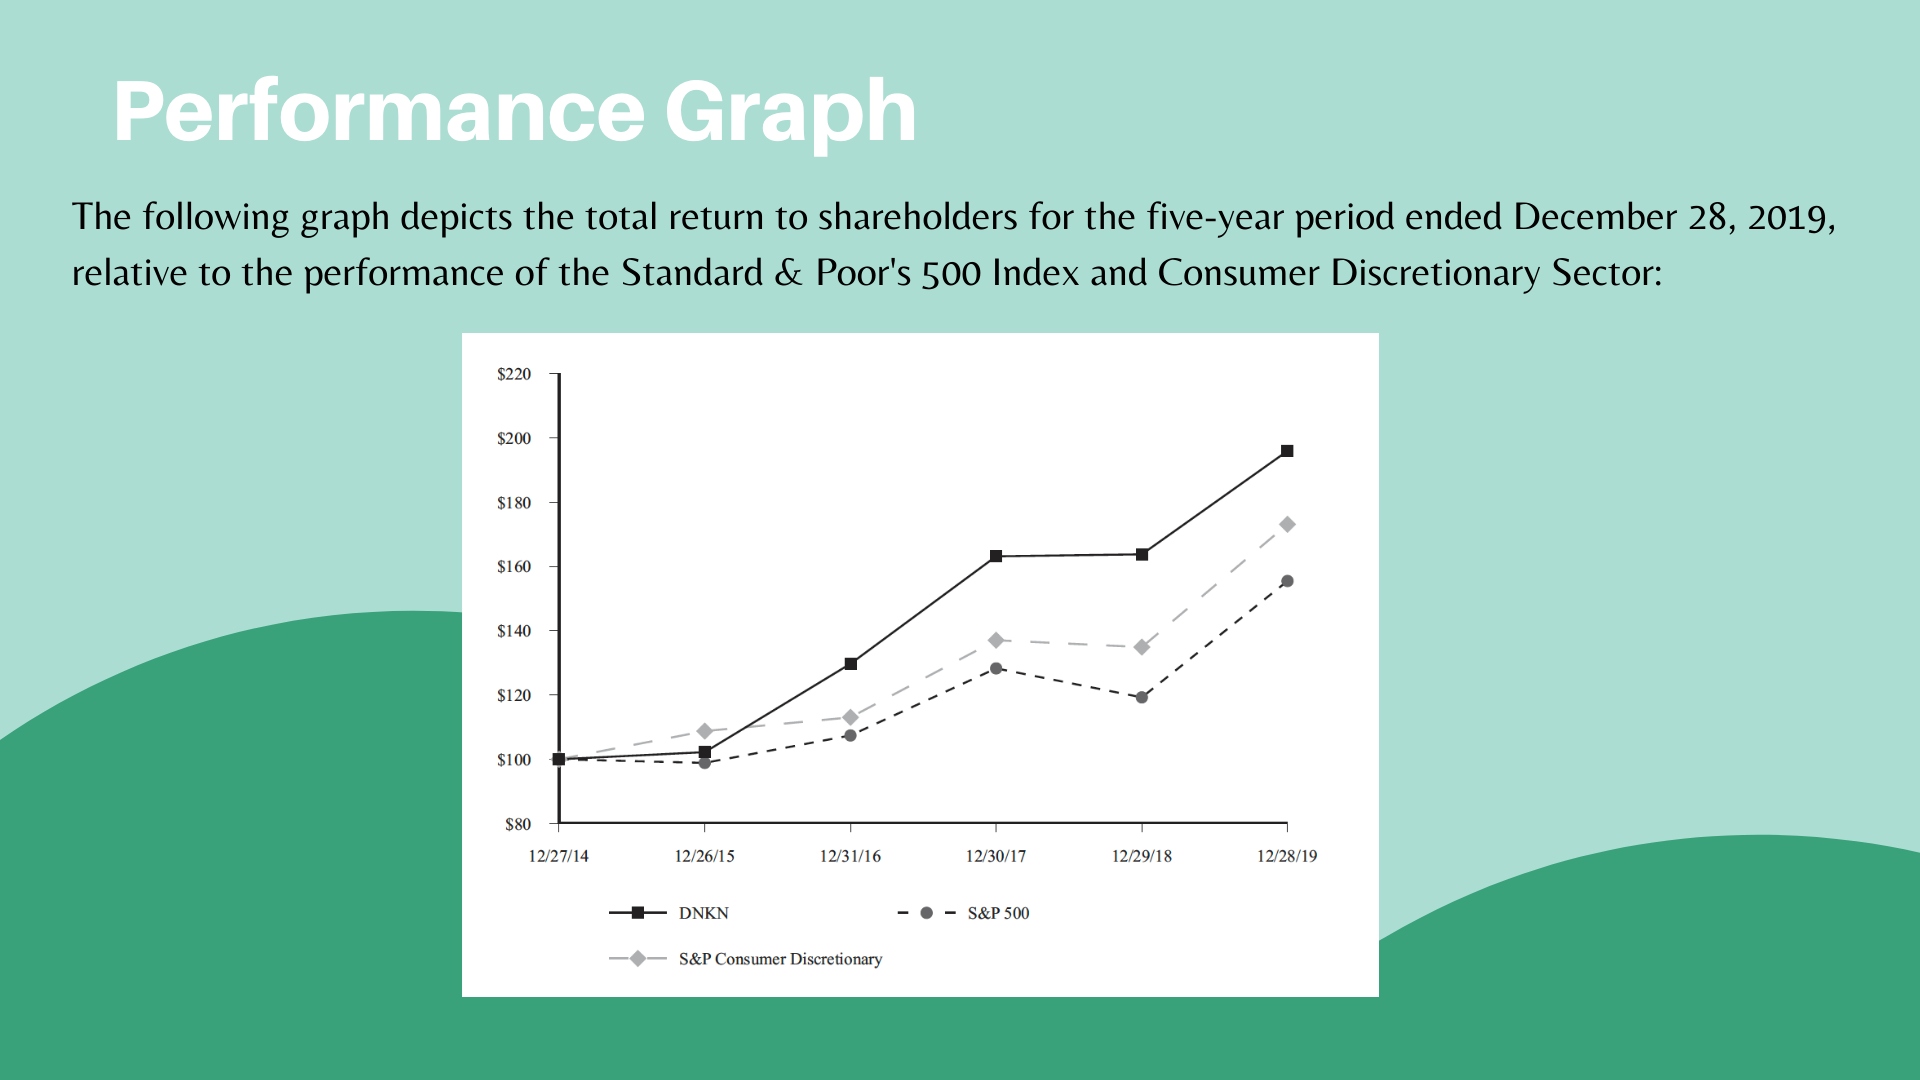 Performance Graph
The following graph depicts the total return to shareholders for the five-year period ended December 28, 2019,
relative to the performance of the Standard & Poor's 500 Index and Consumer Discretionary Sector:
$220
$200
$180
$160
$140
$120
$100
$80
12/27/14 12/26/15 12/31/16 12/30/17 12/29/18 12/28/19
DNKN S&P 500
S&P Consumer Discretionary